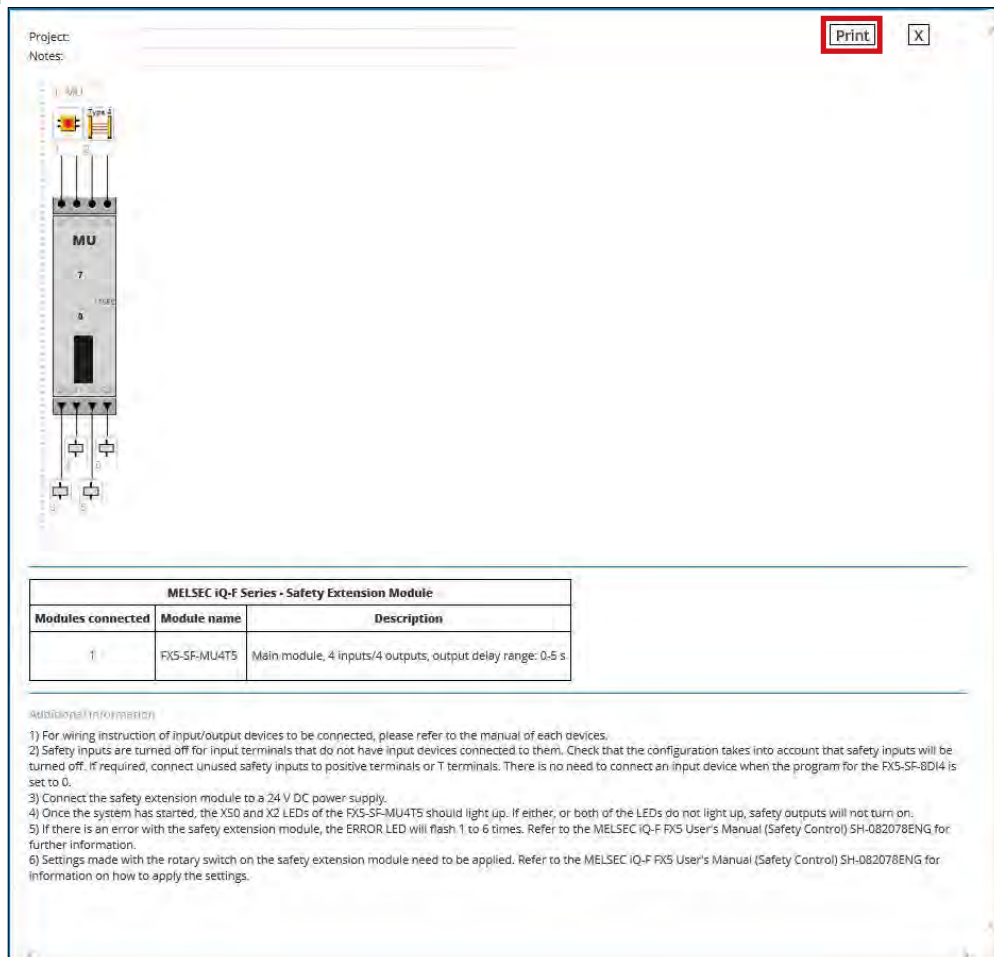 Project:
Print
X
Notes:
1. MU
Type 4
1
2
MU
7
8
MELSEC iQ-F Series - Safety Extension Module
Modules connected Module name Description
1 FX5-SF-MU4T5 Main module, 4 inputs/4 outputs, output delay range: 0-5 s
Additional information
1) For wiring instruction of input/output devices to be connected, please refer to the manual of each devices.
2) Safety inputs are turned off for input terminals that do not have input devices connected to them. Check that the configuration takes into account that safety inputs will be
turned off. If required, connect unused safety inputs to positive terminals or T terminals. There is no need to connect an input device when the program for the FX5-SF-8DI4 is
set to 0.
3) Connect the safety extension module to a 24 V DC power supply.
4) Once the system has started, the XS0 and X2 LEDs of the FX5-SF-MU4T5 should light up. If either, or both of the LEDs do not light up, safety outputs will not turn on.
5) If there is an error with the safety extension module, the ERROR LED will flash 1 to 6 times. Refer to the MELSEC iQ-F FX5 User's Manual (Safety Control) SH-082078ENG for
further information.
6) Settings made with the rotary switch on the safety extension module need to be applied. Refer to the MELSEC iQ-F FX5 User's Manual (Safety Control) SH-082078ENG for
information on how to apply the settings.